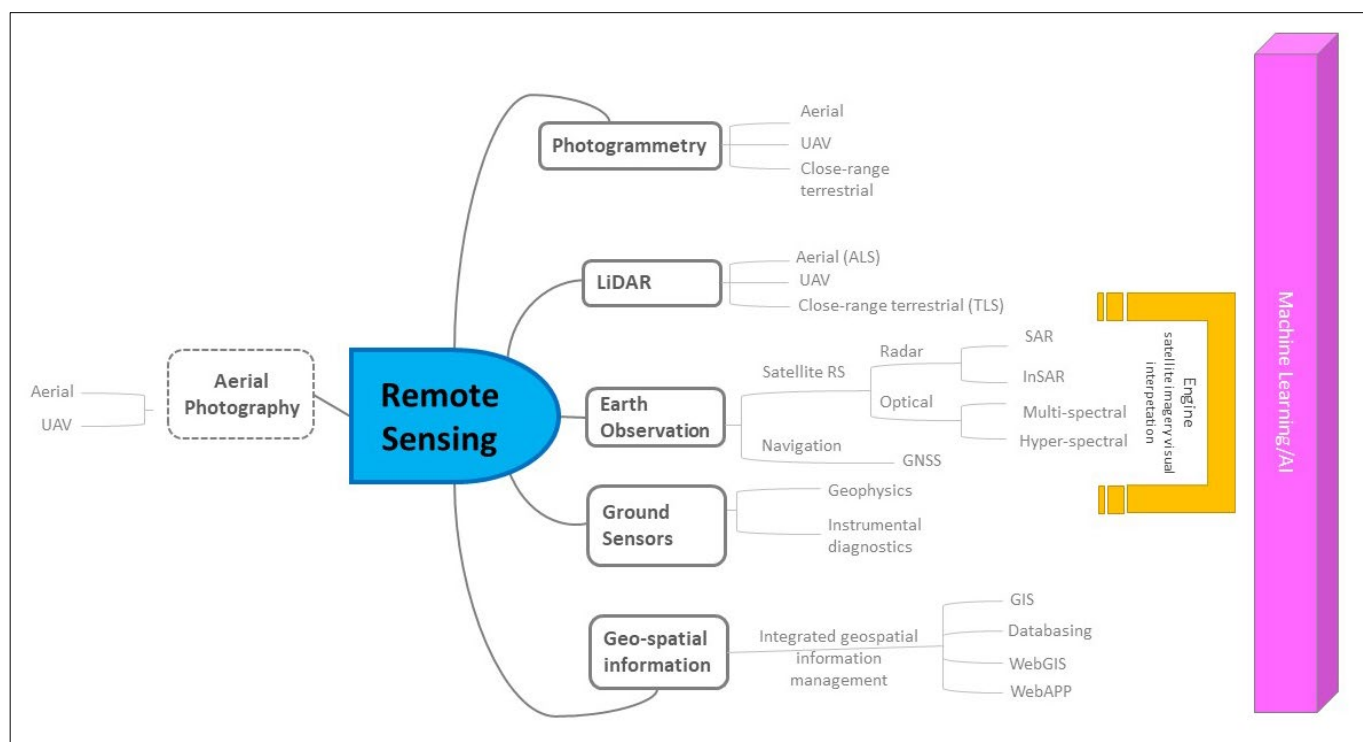 Photogrammetry
Aerial
UAV
Close-range
terrestrial
LiDAR
Aerial (ALS)
UAV
Close-range terrestrial (TLS)
Aerial
Photography
Aerial
UAV
Remote
Sensing
Earth
Observation
Satellite RS
Radar
SAR
InSAR
Optical
Multi-spectral
Hyper-spectral
Navigation
GNSS
Ground
Sensors
Geophysics
Instrumental
diagnostics
Geo-spatial
information
Integrated geospatial
information
management
GIS
Databasing
WebGIS
WebAPP
Engine
satellite imagery visual
interpetation
Machine Learning/AI